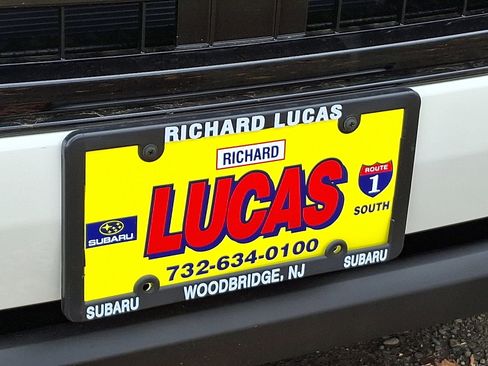 RICHARD LUCAS
RICHARD
LUCAS
ROUTE
1
SOUTH
SUBARU
732-634-0100
SUBARU WOODBRIDGE, NJ SUBARU